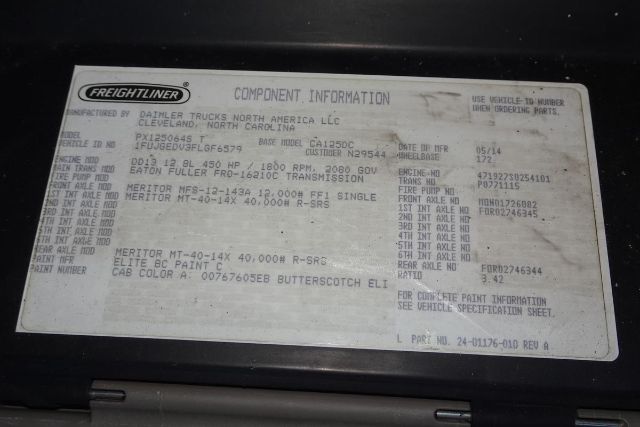 FREIGHTLINER®
COMPONENT INFORMATION
USE VEHICLE ID NUMBER
WHEN ORDERING PARTS.
MANUFACTURED BY DAIMLER TRUCKS NORTH AMERICA LLC
CLEVELAND, NORTH CAROLINA
MODEL PX125064S T BASE MODEL CA125DC
VEHICLE ID NO 1FUJGEDV3FLGF6579 CUSTOMER N29544
DATE OF MFR 05/14
WHEELBASE 172
ENGINE MOD DD13 12.8L 450 HP / 1800 RPM, 2080 GOV
MAIN TRANS MOD EATON FULLER FRO-16210C TRANSMISSION
FIRE PUMP MOD
FRONT AXLE MOD MERITOR MFS-12-143A 12,000# FF1 SINGLE
1ST INT AXLE MOD MERITOR MT-40-14X 40,000# R-SRS
2ND INT AXLE MOD
3RD INT AXLE MOD
4TH INT AXLE MOD
5TH INT AXLE MOD
6TH INT AXLE MOD
REAR AXLE MOD MERITOR MT-40-14X 40,000# R-SRS
PAINT MFR ELITE BC PAINT C
PAINT NUMBER CAB COLOR A: 00767605EB BUTTERSCOTCH ELI
ENGINE NO 471927S0254101
TRANS NO P0771115
FIRE PUMP NO
FRONT AXLE NO
1ST INT AXLE NO FOR02746345
2ND INT AXLE NO
3RD INT AXLE NO
4TH INT AXLE NO
5TH INT AXLE NO
6TH INT AXLE NO
REAR AXLE NO FOR02746344
RATIO 3.42
FOR COMPLETE PAINT INFORMATION
SEE VEHICLE SPECIFICATION SHEET.
L PART NO. 24-01176-010 REV A